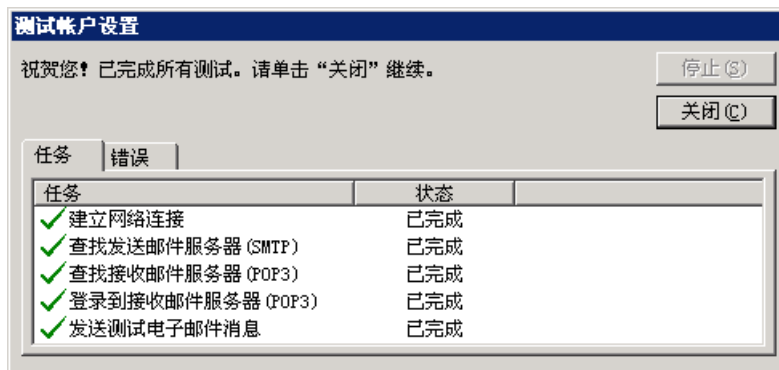 测试帐户设置
祝贺您! 已完成所有测试。请单击“关闭”继续。
停止(S)
关闭(C)
任务 错误
任务 状态
建立网络连接 已完成
查找发送邮件服务器(SMTP) 已完成
查找接收邮件服务器(POP3) 已完成
登录到接收邮件服务器(POP3) 已完成
发送测试电子邮件消息 已完成